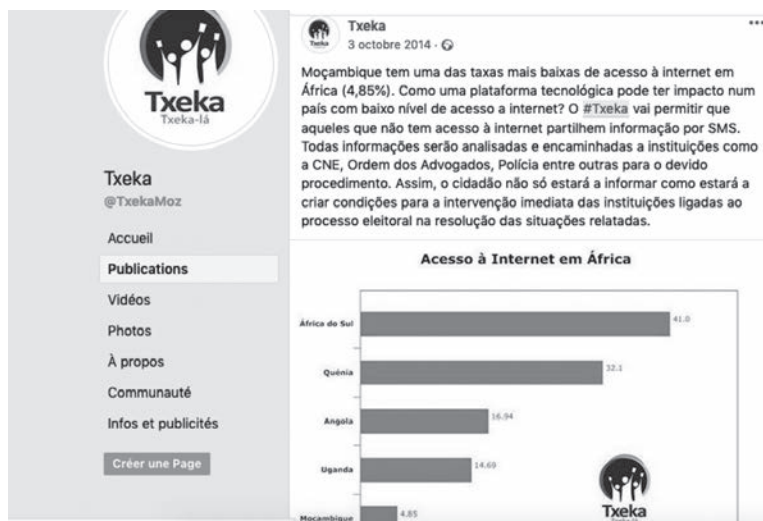 Txeka
Txeka-lá
Txeka
@TxekaMoz
Accueil
Publications
Vidéos
Photos
À propos
Communauté
Infos et publicités
Créer une Page
Txeka
Txeka
3 octobre 2014 ·
Moçambique tem uma das taxas mais baixas de acesso à internet em
África (4,85%). Como uma plataforma tecnológica pode ter impacto num
país com baixo nível de acesso a internet? O #Txeka vai permitir que
aqueles que não tem acesso à internet partilhem informação por SMS.
Todas informações serão analisadas e encaminhadas a instituições como
a CNE, Ordem dos Advogados, Polícia entre outras para o devido
procedimento. Assim, o cidadão não só estará a informar como estará a
criar condições para a intervenção imediata das instituições ligadas ao
processo eleitoral na resolução das situações relatadas.
Acesso à Internet em África
África do Sul 41.0
Quénia 32.1
Angola 16.94
Uganda 14.69
Moçambique 4.85
Txeka
Txeka-lá